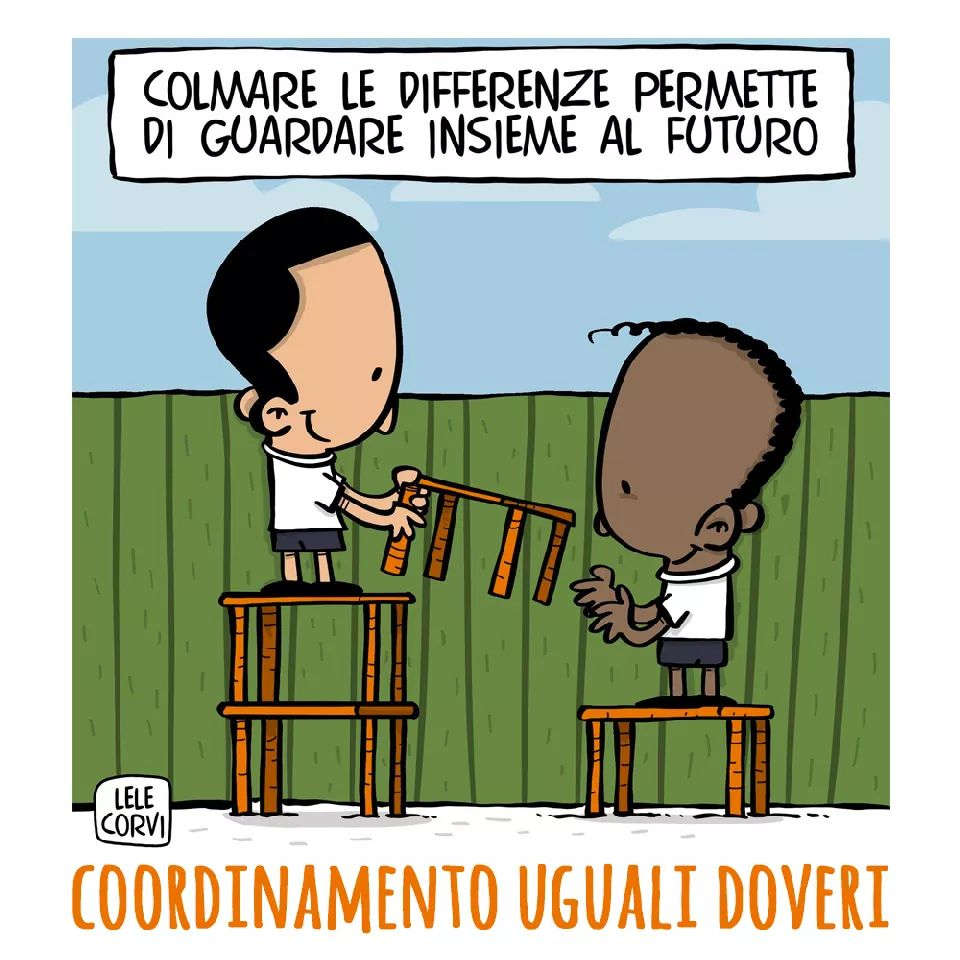 COLMARE LE DIFFERENZE PERMETTE
DI GUARDARE INSIEME AL FUTURO
LELE
CORVI
COORDINAMENTO UGUALI DOVERI